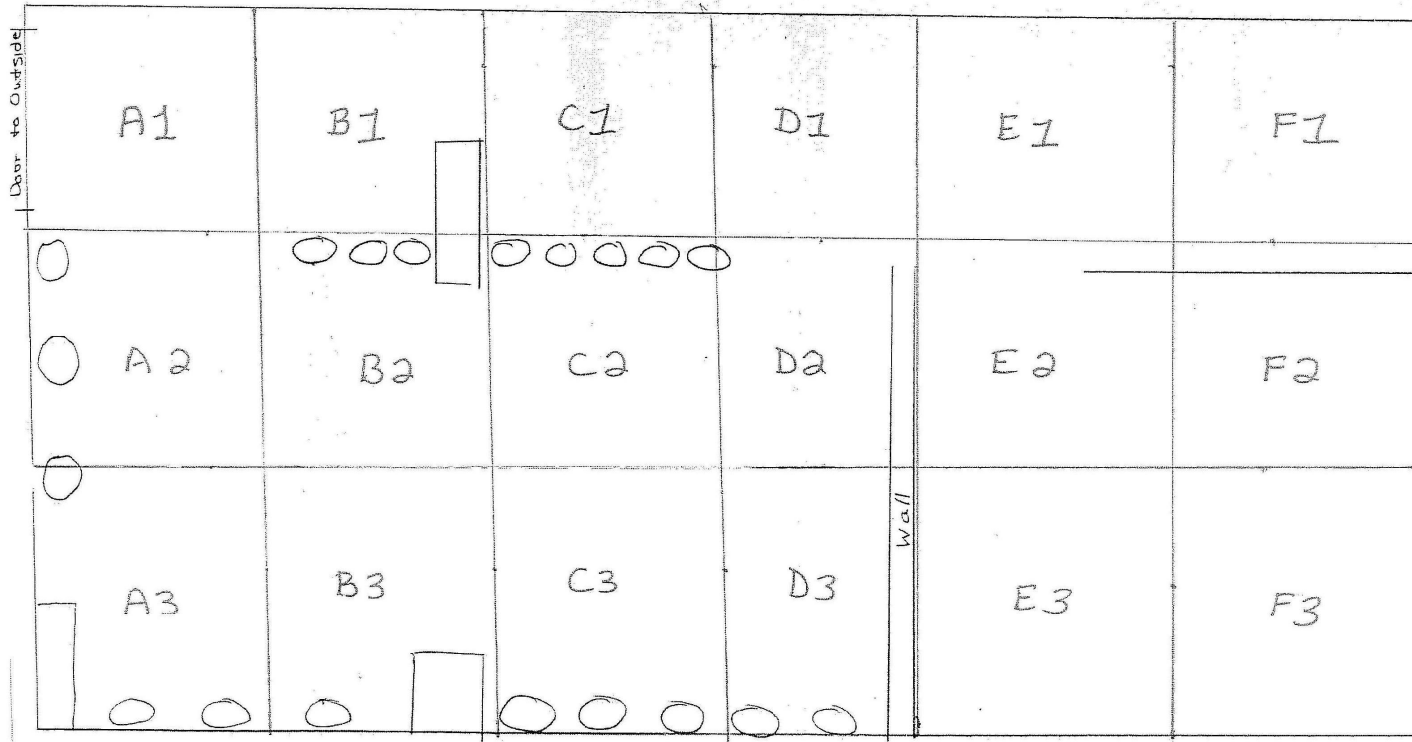 Door to Outside
A1
B1
C1
D1
E1
F1
A2
B2
C2
D2
E2
F2
Wall
A3
B3
C3
D3
E3
F3